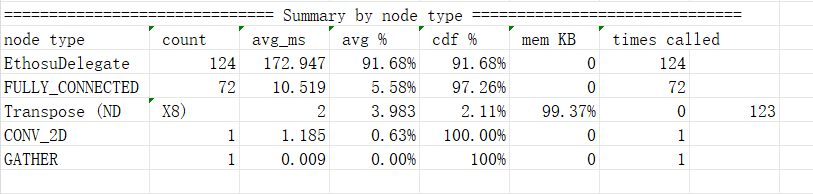 ============================== Summary by node type ==============================
node type count avg_ms avg % cdf % mem KB times called
EthosuDelegate 124 172.947 91.68% 91.68% 0 124
FULLY_CONNECTED 72 10.519 5.58% 97.26% 0 72
Transpose (ND X8) 2 3.983 2.11% 99.37% 0 123
CONV_2D 1 1.185 0.63% 100.00% 0 1
GATHER 1 0.009 0.00% 100% 0 1